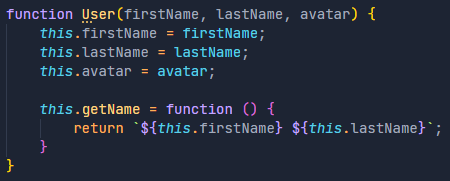 function User(firstName, lastName, avatar) {
    this.firstName = firstName;
    this.lastName = lastName;
    this.avatar = avatar;

    this.getName = function () {
        return `${this.firstName} ${this.lastName}`;
    }
}